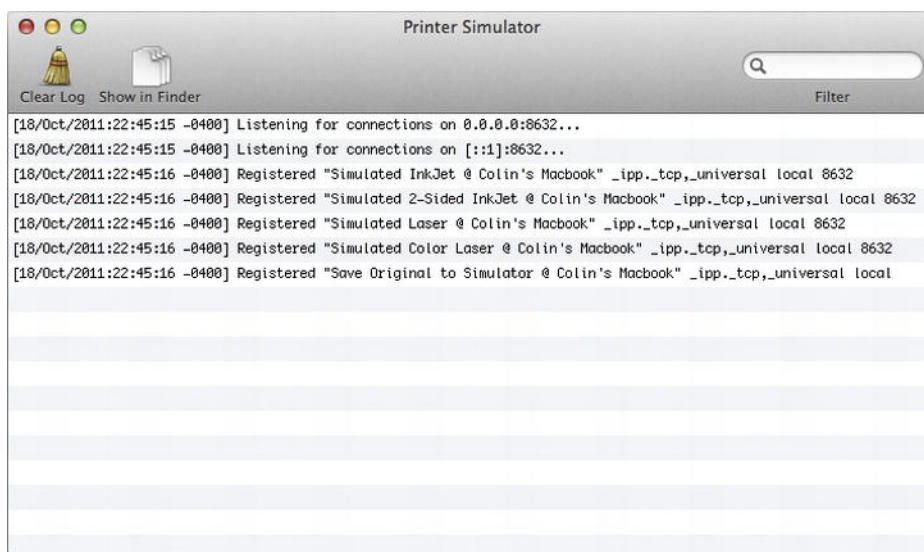 Printer Simulator
Clear Log Show in Finder
Filter
[18/Oct/2011:22:45:15 -0400] Listening for connections on 0.0.0.0:8632...
[18/Oct/2011:22:45:15 -0400] Listening for connections on [::1]:8632...
[18/Oct/2011:22:45:16 -0400] Registered "Simulated InkJet @ Colin's Macbook" _ipp._tcp,_universal local 8632
[18/Oct/2011:22:45:16 -0400] Registered "Simulated 2-Sided InkJet @ Colin's Macbook" _ipp._tcp,_universal local 8632
[18/Oct/2011:22:45:16 -0400] Registered "Simulated Laser @ Colin's Macbook" _ipp._tcp,_universal local 8632
[18/Oct/2011:22:45:16 -0400] Registered "Simulated Color Laser @ Colin's Macbook" _ipp._tcp,_universal local 8632
[18/Oct/2011:22:45:16 -0400] Registered "Save Original to Simulator @ Colin's Macbook" _ipp._tcp,_universal local